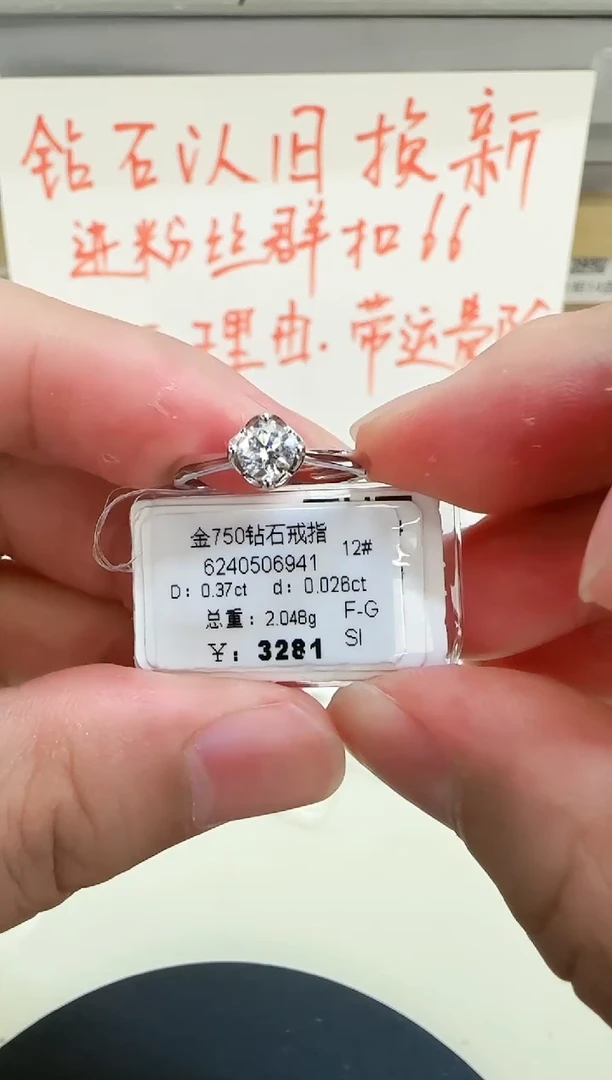 钻石以旧换新
进粉丝群扣66
理由.带运费险
金750钻石戒指
12#
6240506941
D: 0.37ct d: 0.026ct
总重: 2.048g
F-G
¥: 3281
SI